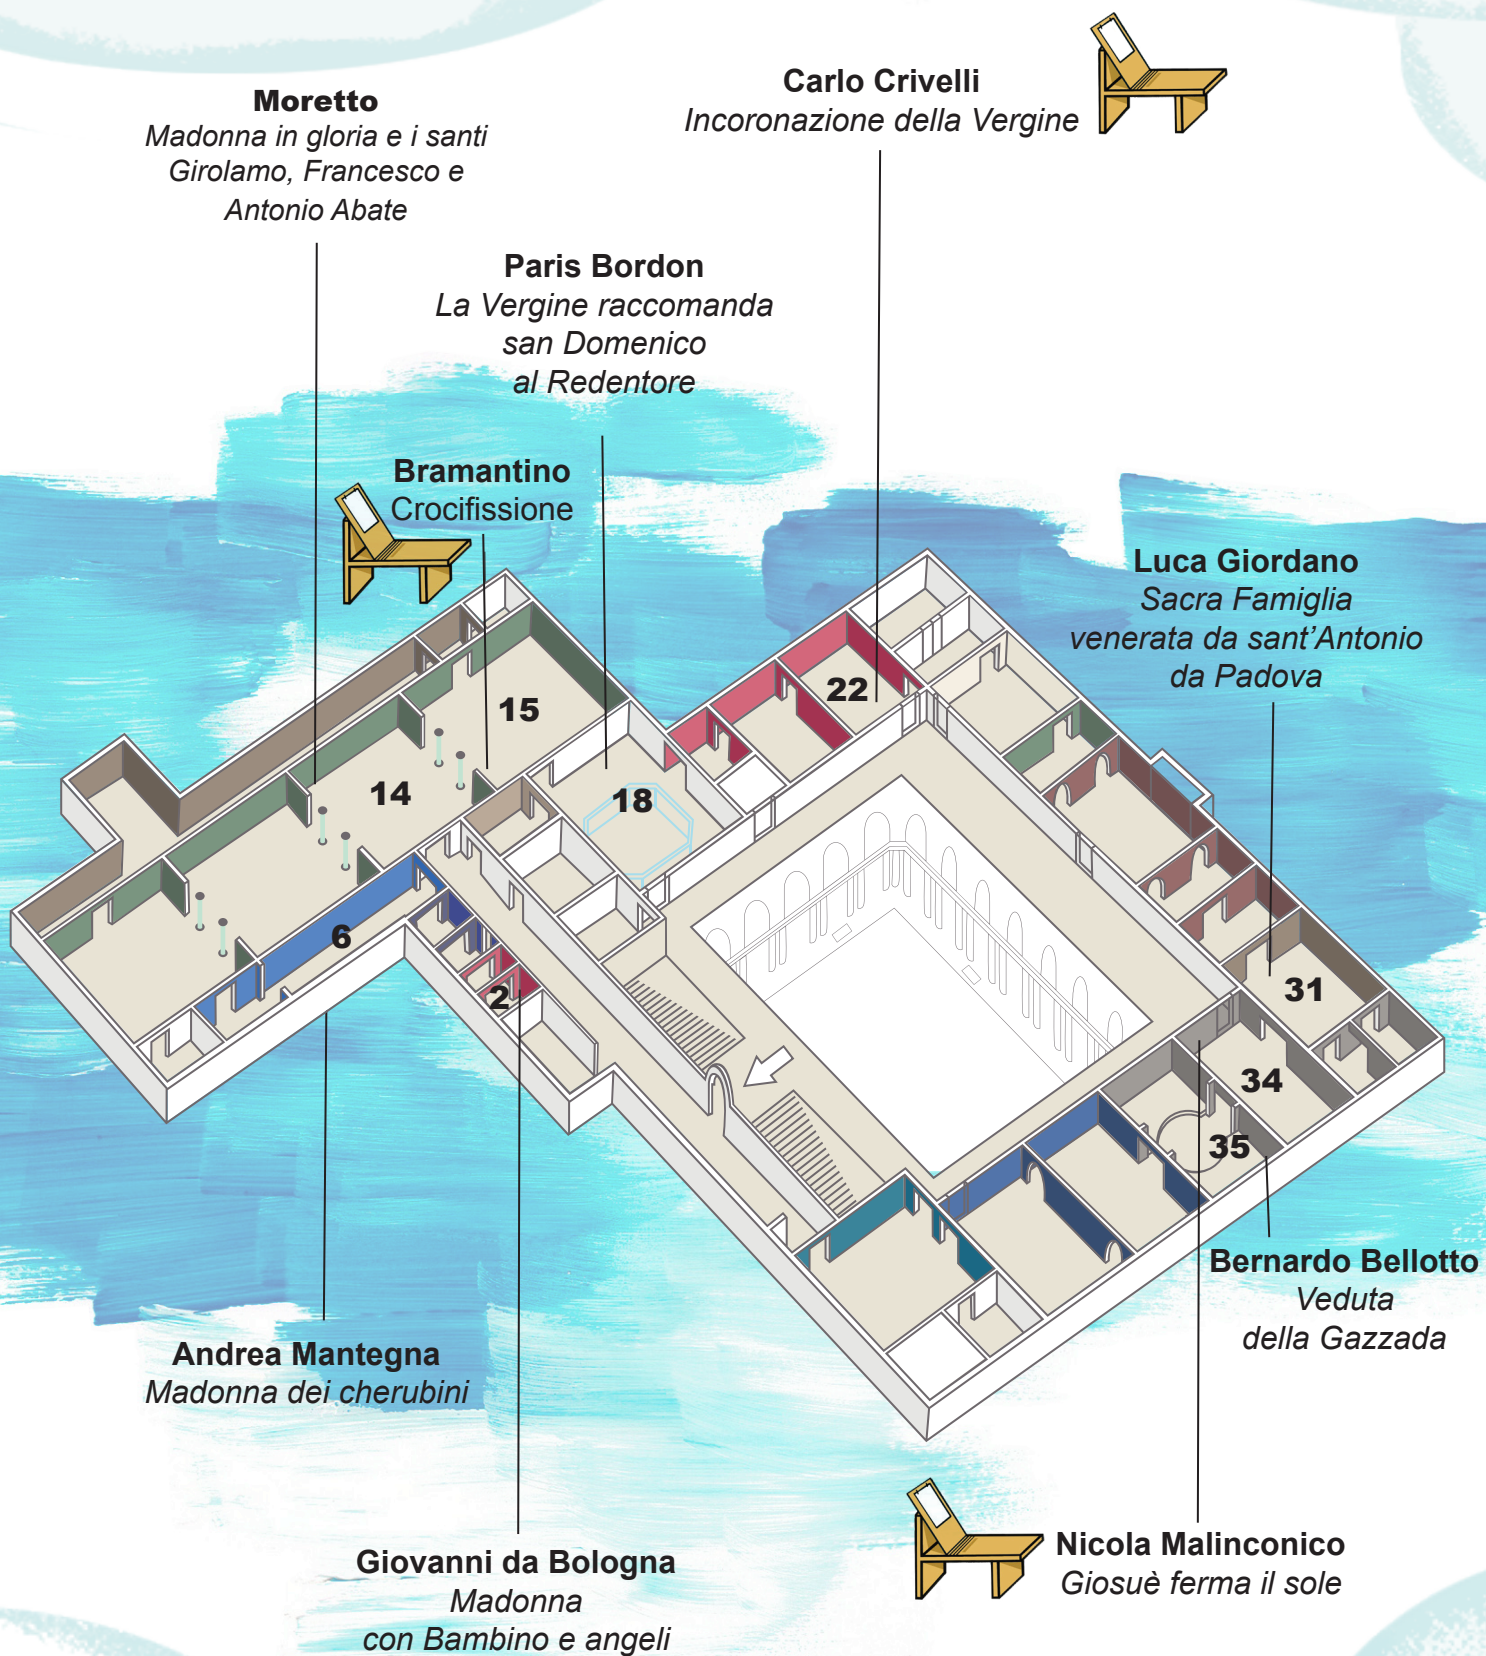 Carlo Crivelli
Incoronazione della Vergine
Moretto
Madonna in gloria e i santi
Girolamo, Francesco e
Antonio Abate
Paris Bordon
La Vergine raccomanda
san Domenico
al Redentore
Bramantino
Crocifissione
Luca Giordano
Sacra Famiglia
venerata da sant’Antonio
da Padova
22
15
14
18
6
2
31
34
35
Bernardo Bellotto
Veduta
della Gazzada
Andrea Mantegna
Madonna dei cherubini
Nicola Malinconico
Giosuè ferma il sole
Giovanni da Bologna
Madonna
con Bambino e angeli